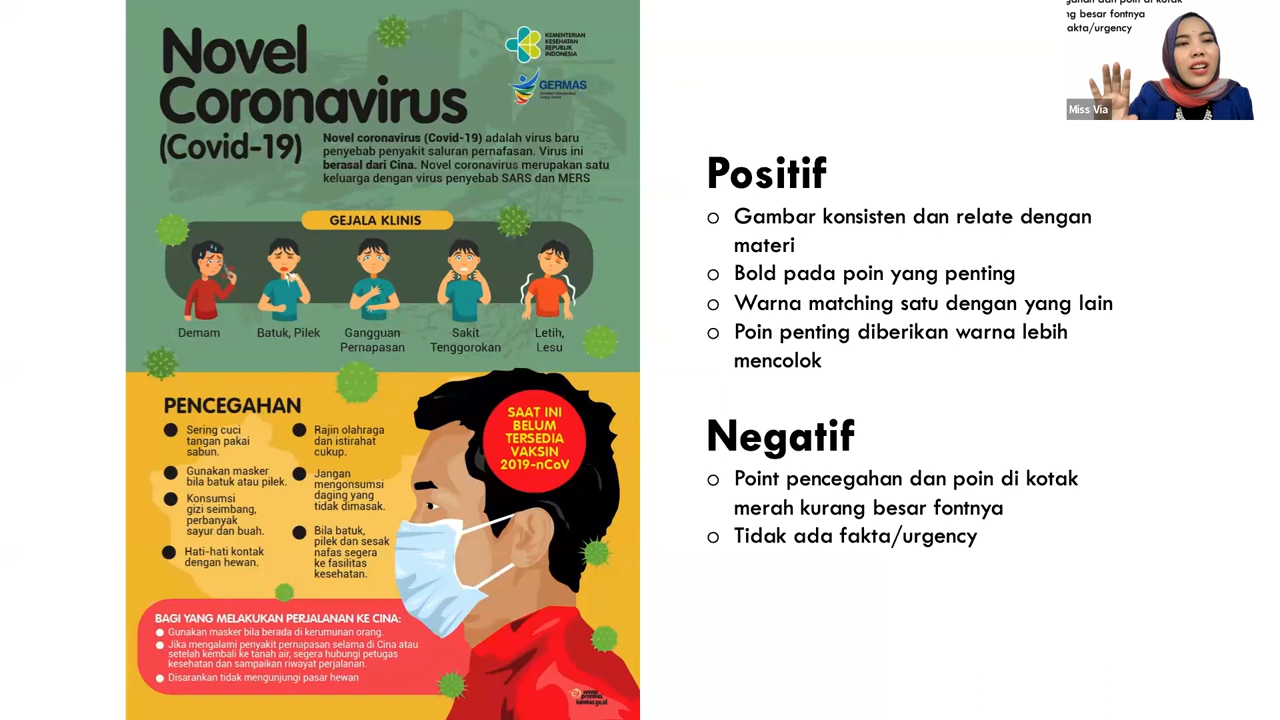 Novel
Coronavirus
(Covid-19)
KEMENTERIAN
KESEHATAN
REPUBLIK
INDONESIA
GERMAS
Novel coronavirus (Covid-19) adalah virus baru
penyebab penyakit saluran pernafasan. Virus ini
berasal dari Cina. Novel coronavirus merupakan satu
keluarga dengan virus penyebab SARS dan MERS
GEJALA KLINIS
Demam
Batuk, Pilek
Gangguan
Pernapasan
Sakit
Tenggorokan
Letih,
Lesu
PENCEGAHAN
Sering cuci
tangan pakai
sabun.
Gunakan masker
bila batuk atau pilek.
Konsumsi
gizi seimbang,
perbanyak
sayur dan buah.
Hati-hati kontak
dengan hewan.
Rajin olahraga
dan istirahat
cukup.
Jangan
mengonsumsi
daging yang
tidak dimasak.
Bila batuk,
pilek dan sesak
nafas segera
ke fasilitas
kesehatan.
SAAT INI
BELUM
TERSEDIA
VAKSIN
2019-nCoV
BAGI YANG MELAKUKAN PERJALANAN KE CINA:
Gunakan masker bila berada di kerumunan orang.
Jika mengalami penyakit pernapasan selama di Cina atau
setelah kembali ke tanah air, segera hubungi petugas
kesehatan dan sampaikan riwayat perjalanan.
Disarankan tidak mengunjungi pasar hewan
Positif
o Gambar konsisten dan relate dengan
materi
o Bold pada poin yang penting
o Warna matching satu dengan yang lain
o Poin penting diberikan warna lebih
mencolok
Negatif
o Point pencegahan dan poin di kotak
merah kurang besar fontnya
o Tidak ada fakta/urgency
ng besar fontnya
akta/urgency
Miss Via